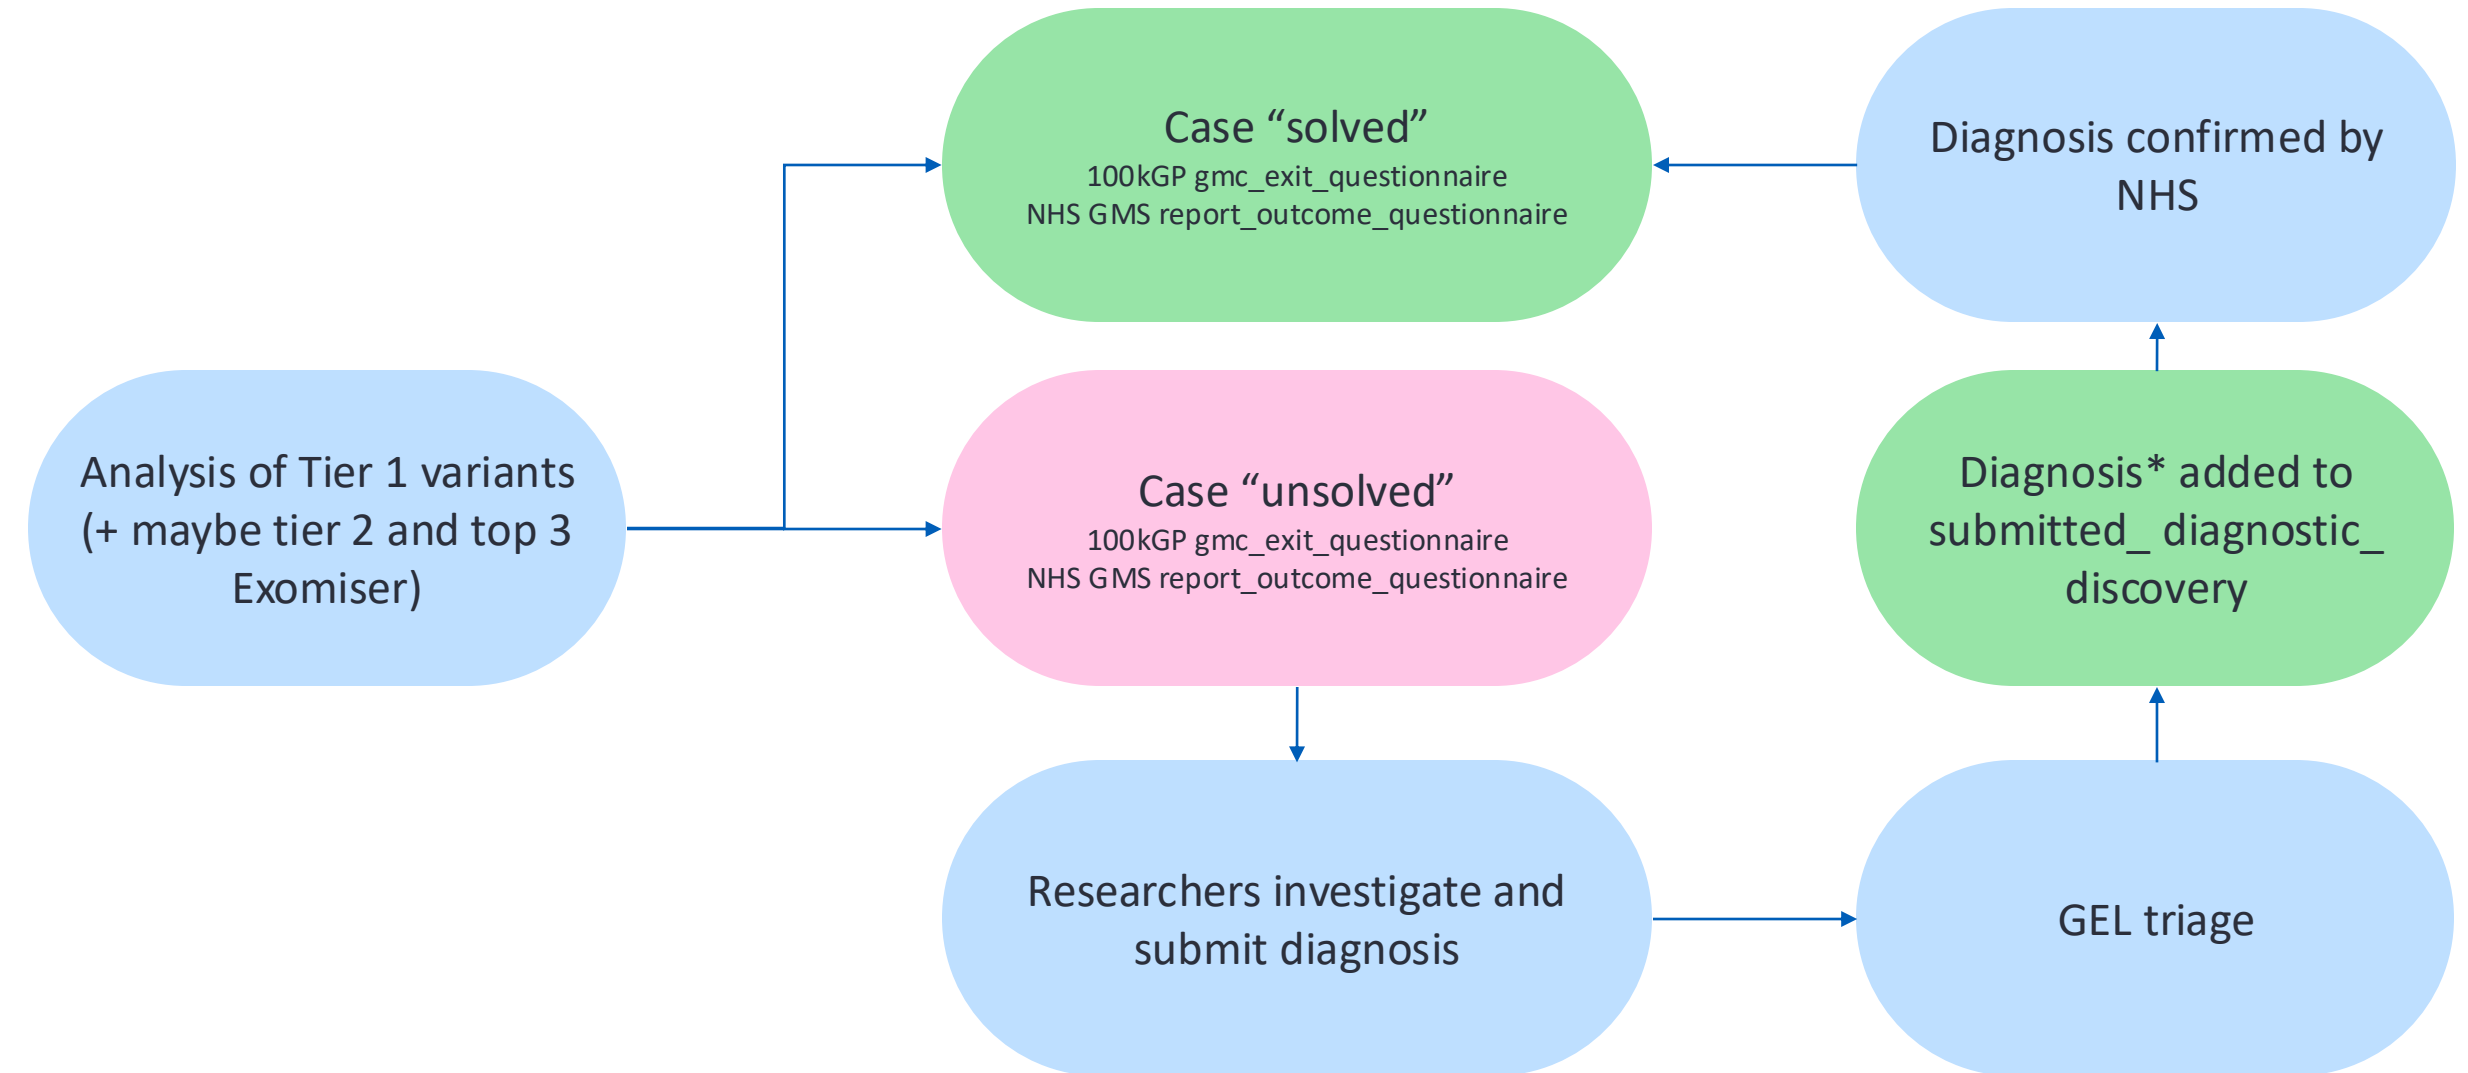 Case “solved”
100kGP gmc_exit_questionnaire
NHS GMS report_outcome_questionnaire
Diagnosis confirmed by
NHS
Analysis of Tier 1 variants
(+ maybe tier 2 and top 3
Exomiser)
Case “unsolved”
100kGP gmc_exit_questionnaire
NHS GMS report_outcome_questionnaire
Diagnosis* added to
submitted_ diagnostic_
discovery
Researchers investigate and
submit diagnosis
GEL triage